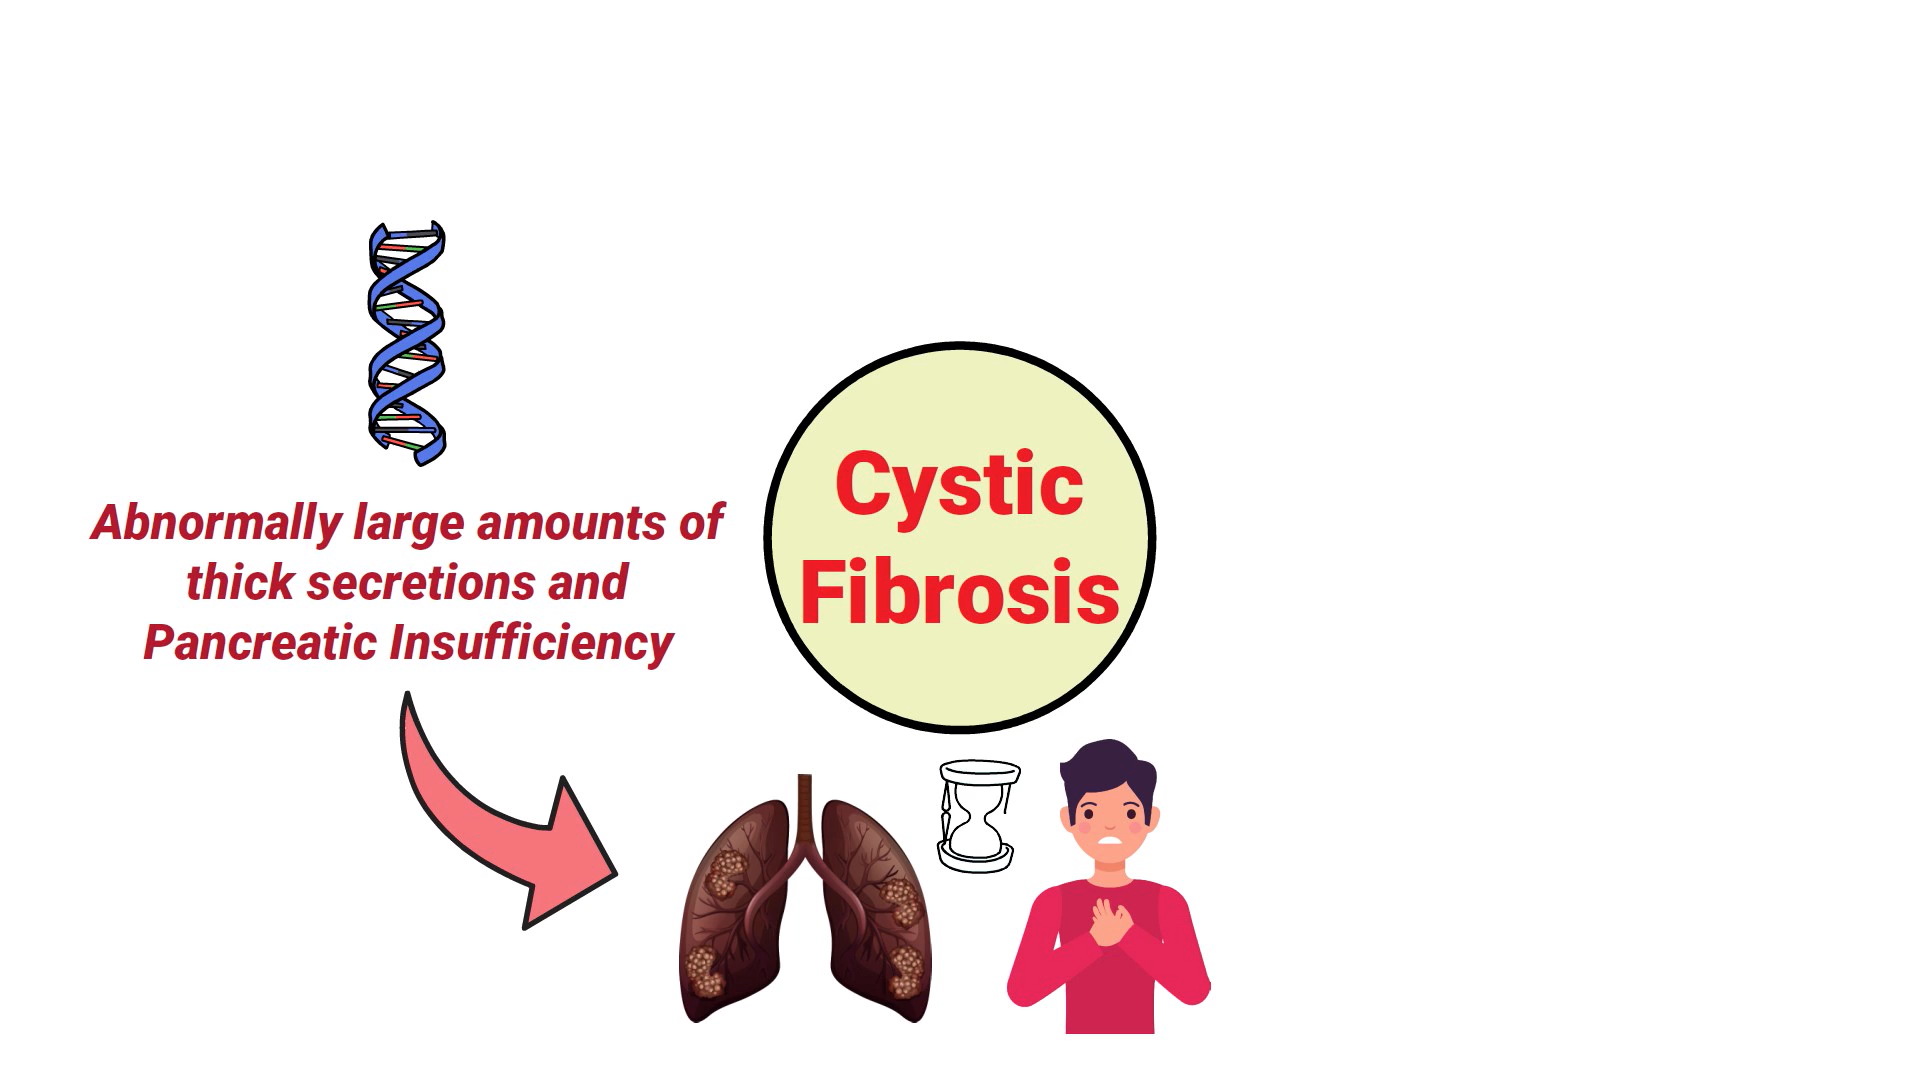 Abnormally large amounts of
thick secretions and
Pancreatic Insufficiency
Cystic
Fibrosis